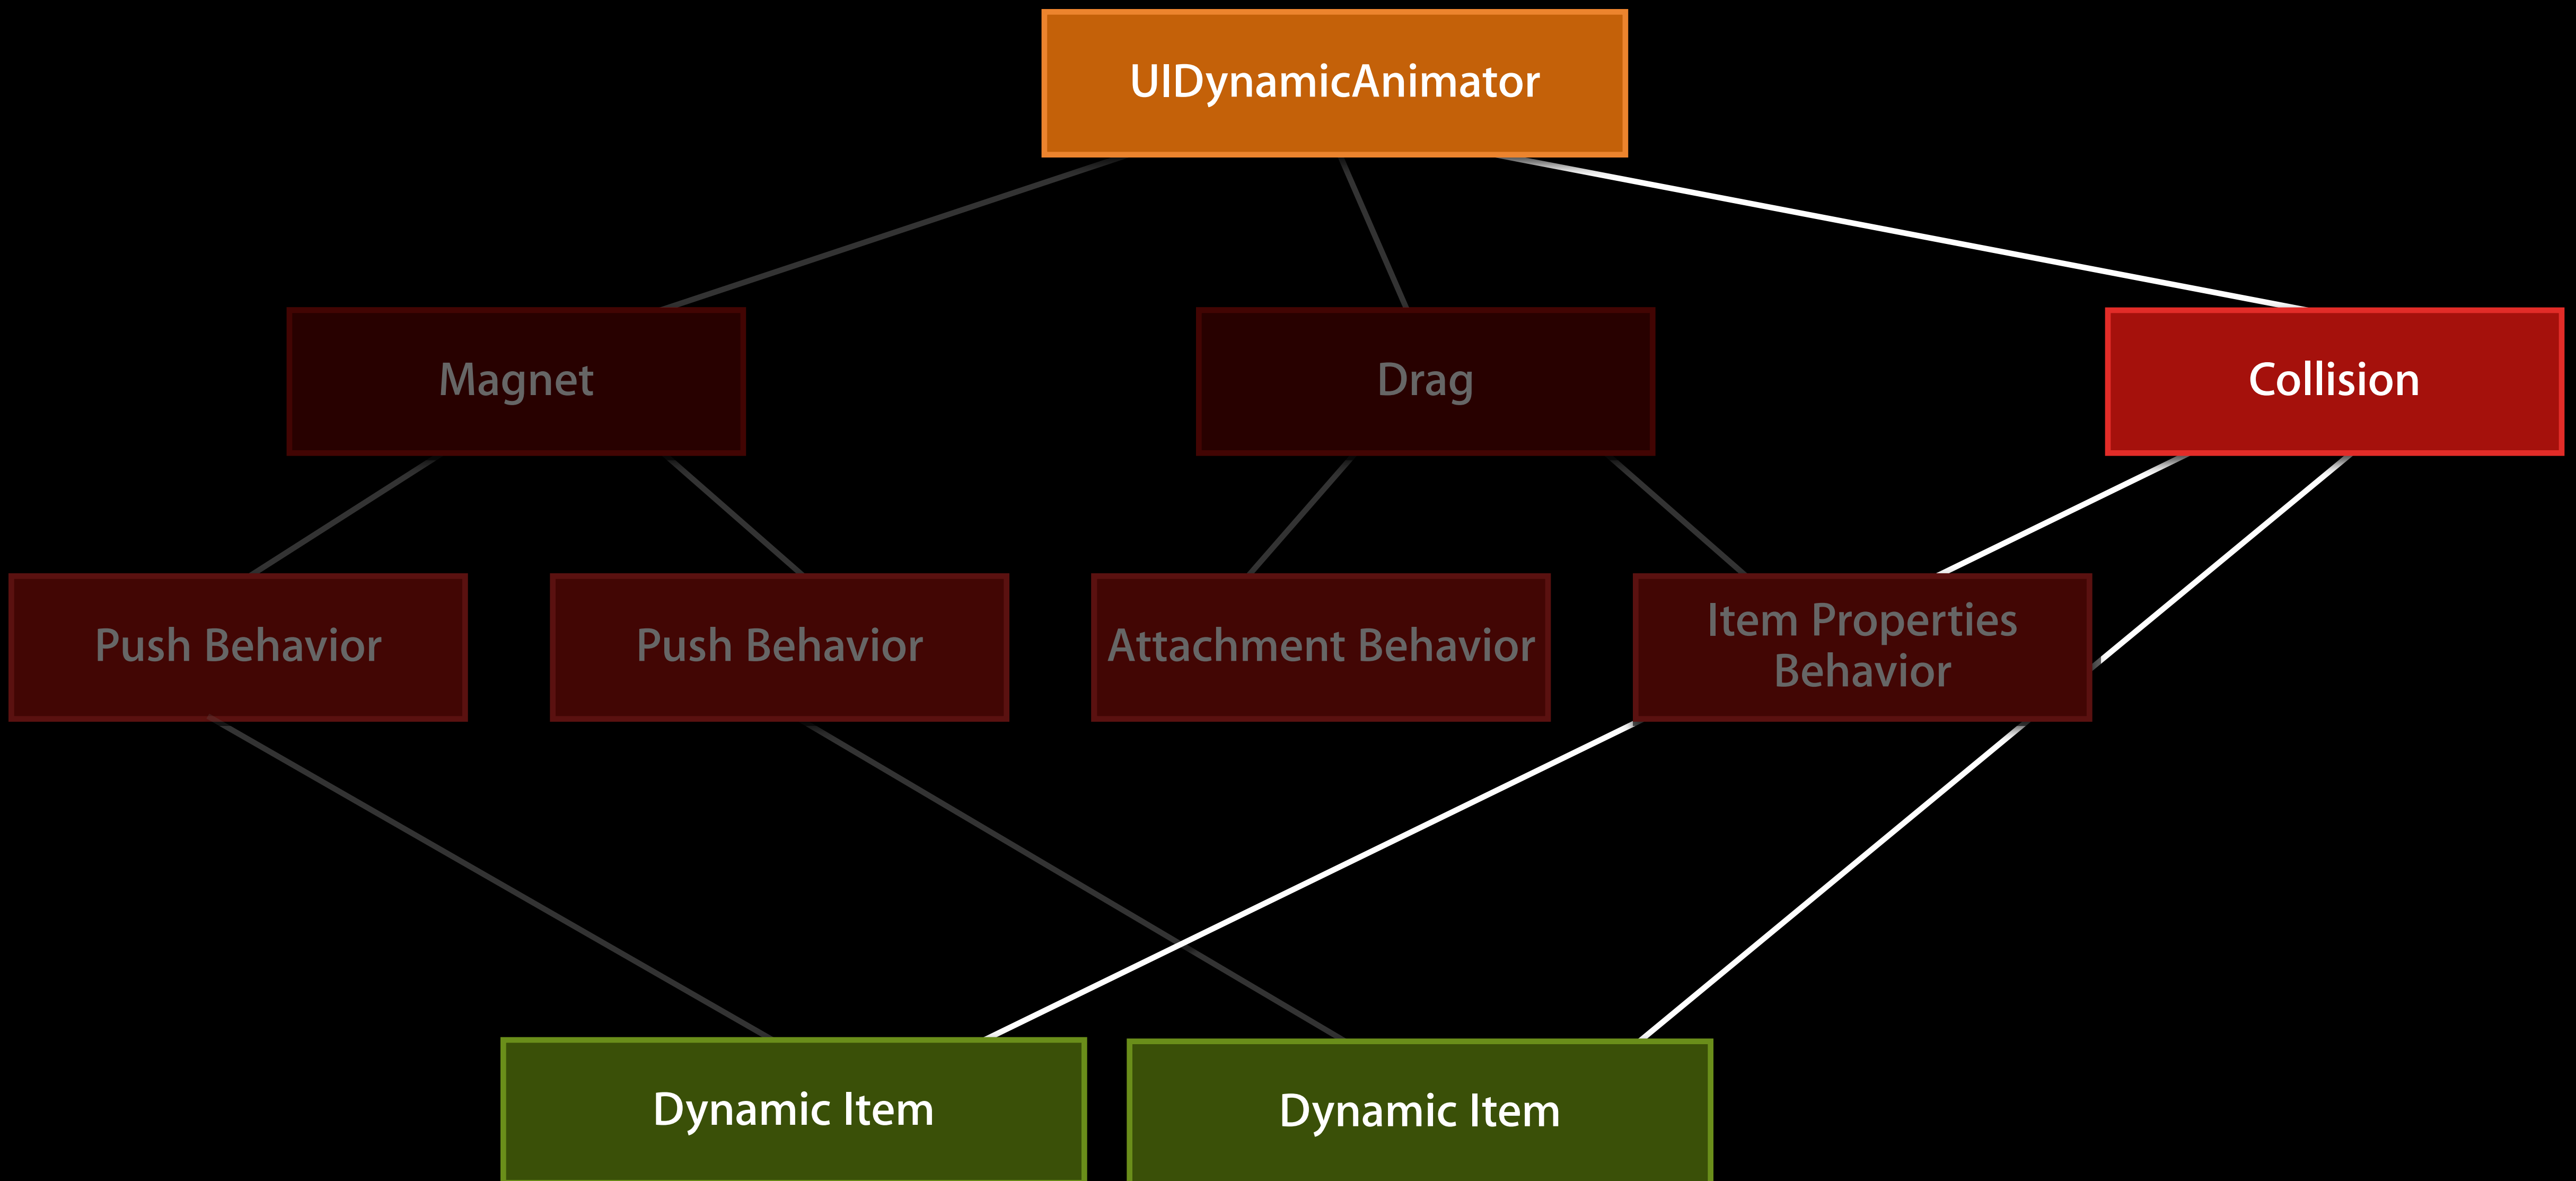 UIDynamicAnimator
Magnet
Drag
Collision
Push Behavior
Push Behavior
Attachment Behavior
Item Properties
Behavior
Dynamic Item
Dynamic Item